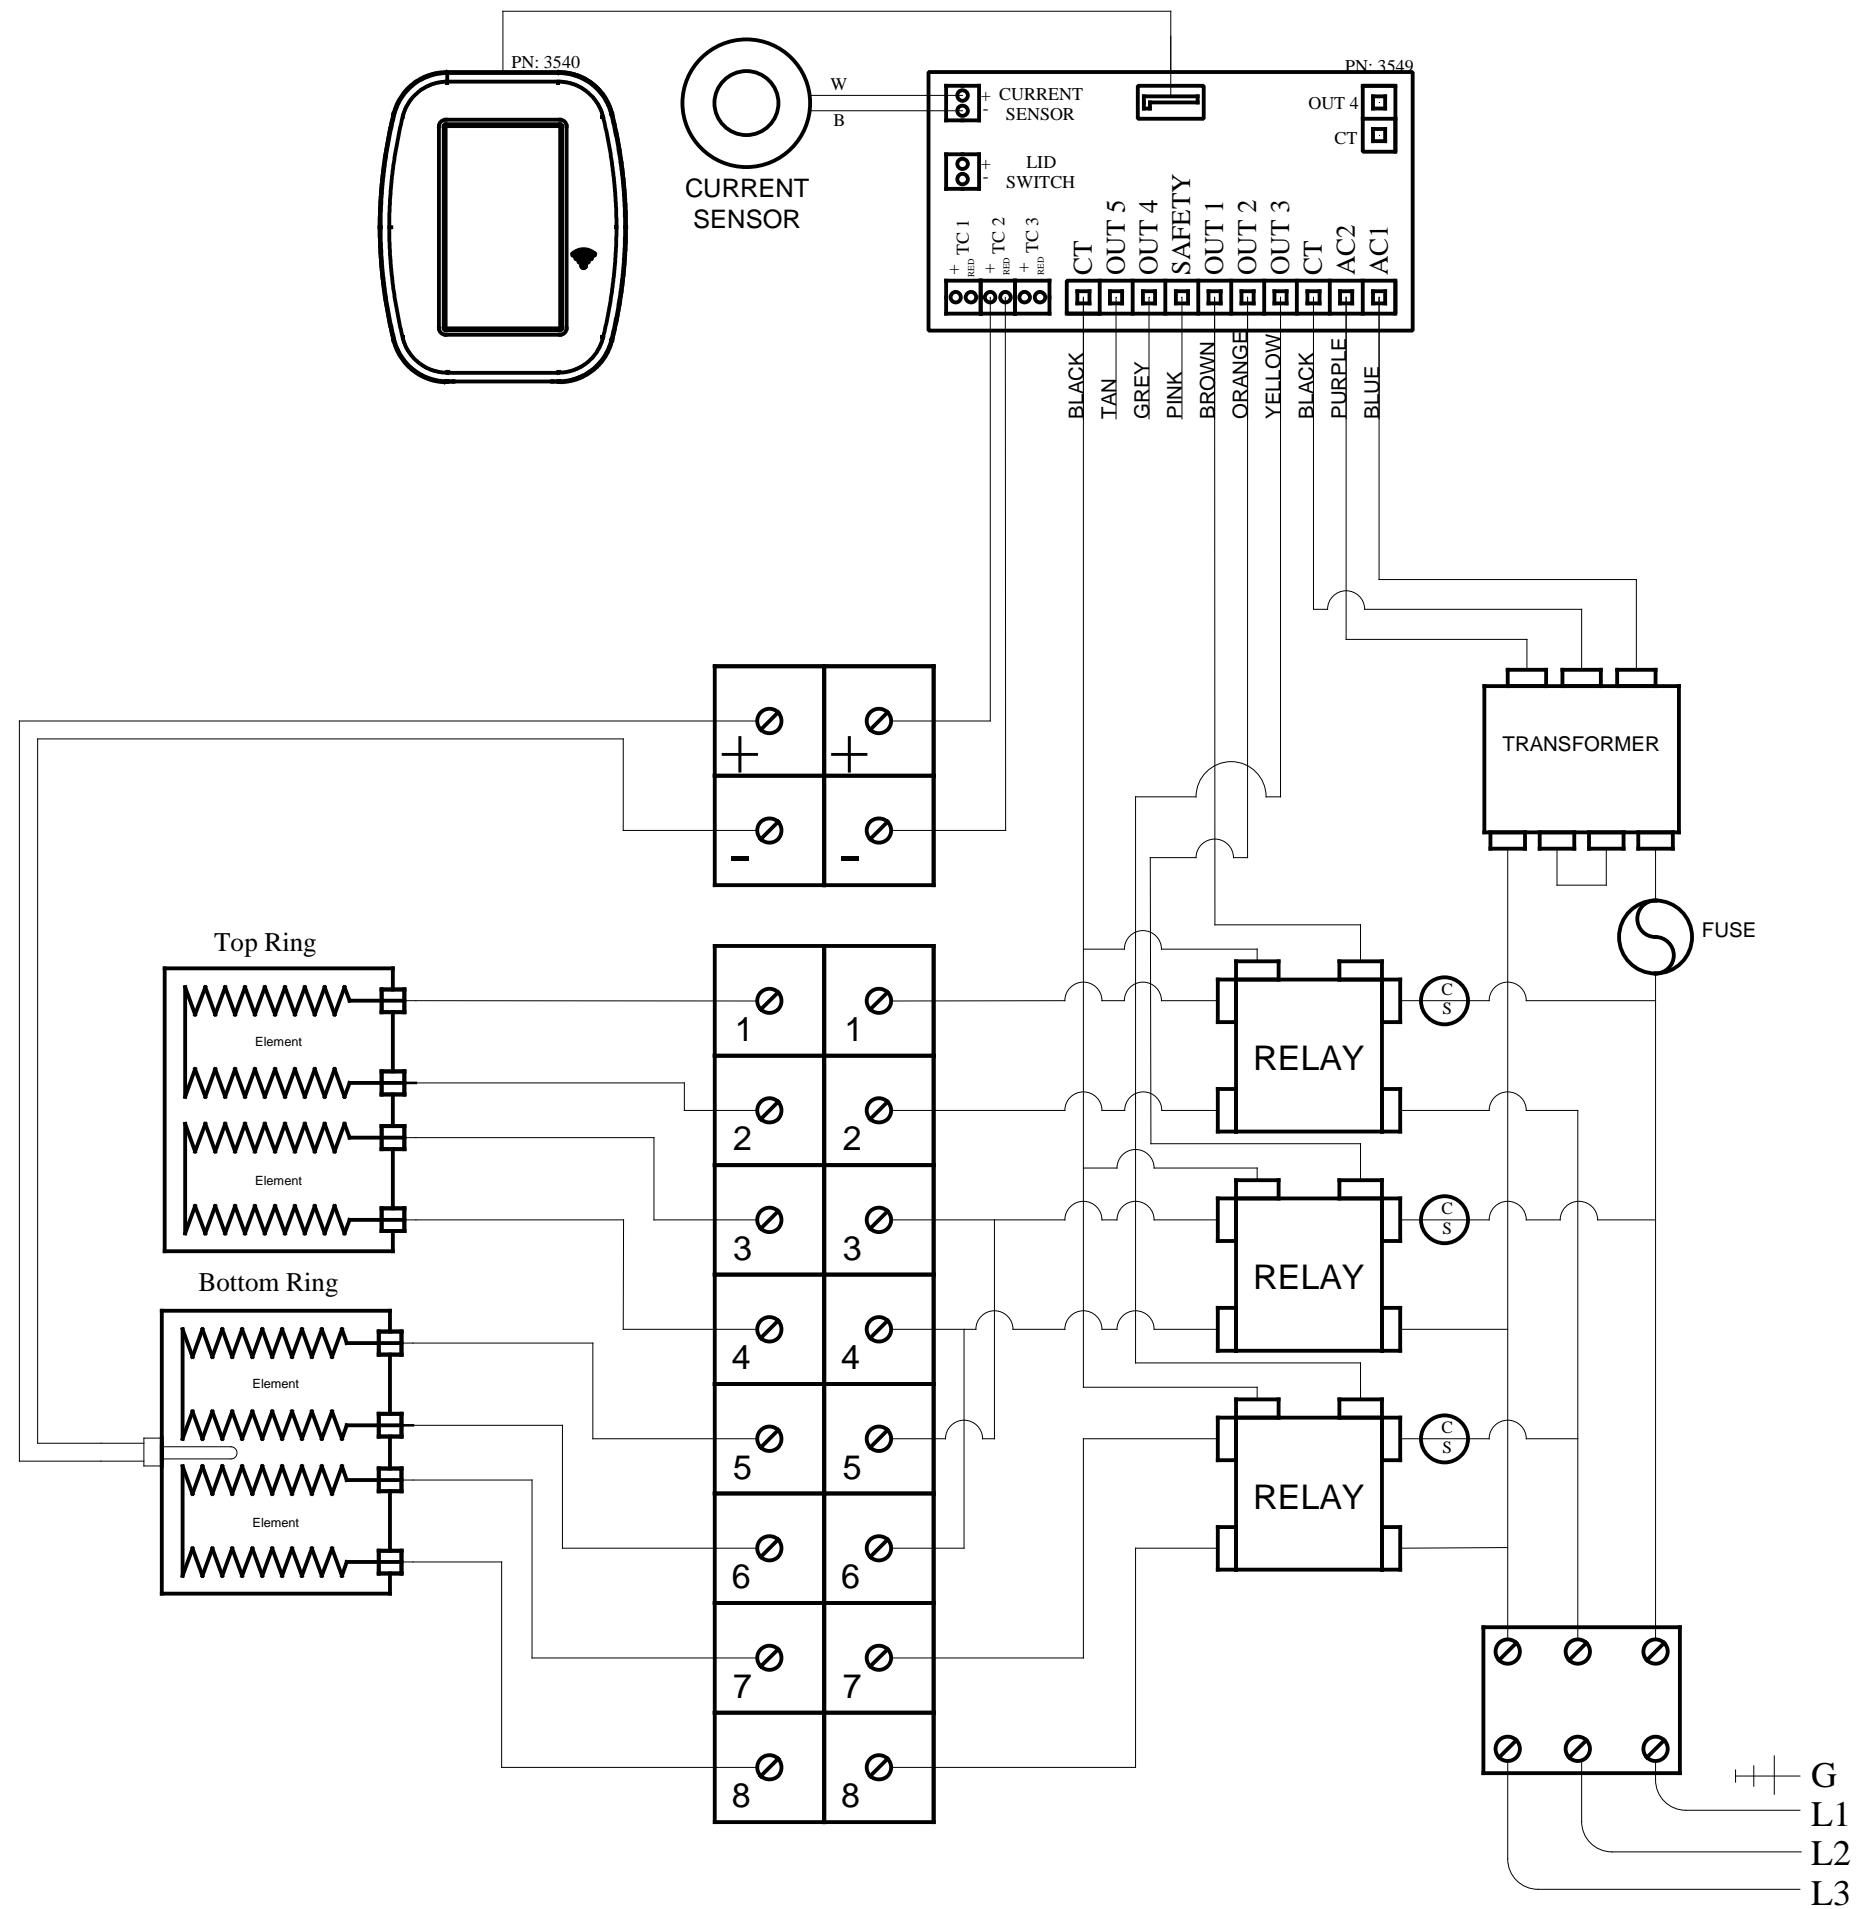 PN: 3540
PN: 3549
W
B
+ CURRENT
- SENSOR
OUT 4
CT
CURRENT
SENSOR
+ LID
- SWITCH
+ TC 1
RED
+ TC 2
RED
+ TC 3
RED
CT
OUT 5
OUT 4
SAFETY
OUT 1
OUT 2
OUT 3
CT
AC2
AC1
BLACK
TAN
GREY
PINK
BROWN
ORANGE
YELLOW
BLACK
PURPLE
BLUE
TRANSFORMER
+ +
- -
FUSE
Top Ring
Element
Element
Bottom Ring
Element
Element
1 1
2 2
3 3
4 4
5 5
6 6
7 7
8 8
RELAY
C
S
RELAY
C
S
RELAY
C
S
G
L1
L2
L3